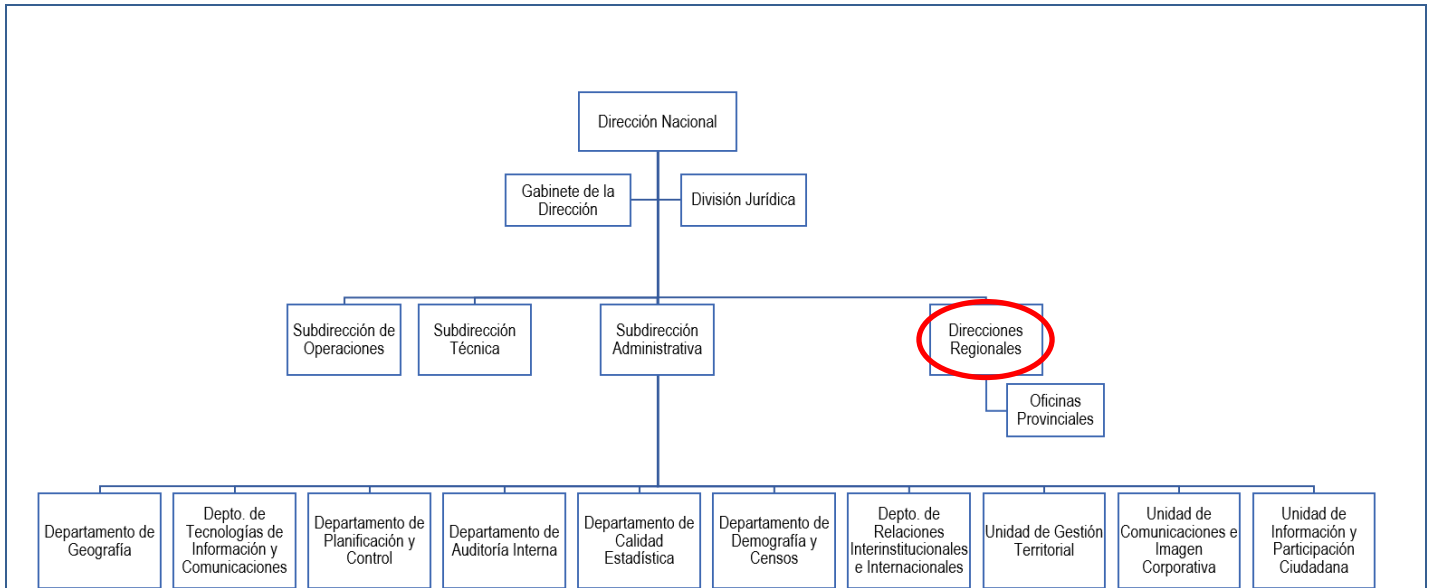 Dirección Nacional
Gabinete de la
Dirección
División Jurídica
Subdirección de
Operaciones
Subdirección
Técnica
Subdirección
Administrativa
Direcciones
Regionales
Oficinas
Provinciales
Departamento de
Geografía
Depto. de
Tecnologías de
Información y
Comunicaciones
Departamento de
Planificación y
Control
Departamento de
Auditoría Interna
Departamento de
Calidad
Estadística
Departamento de
Demografía y
Censos
Depto. de
Relaciones
Interinstitucionales
e Internacionales
Unidad de Gestión
Territorial
Unidad de
Comunicaciones e
Imagen
Corporativa
Unidad de
Información y
Participación
Ciudadana